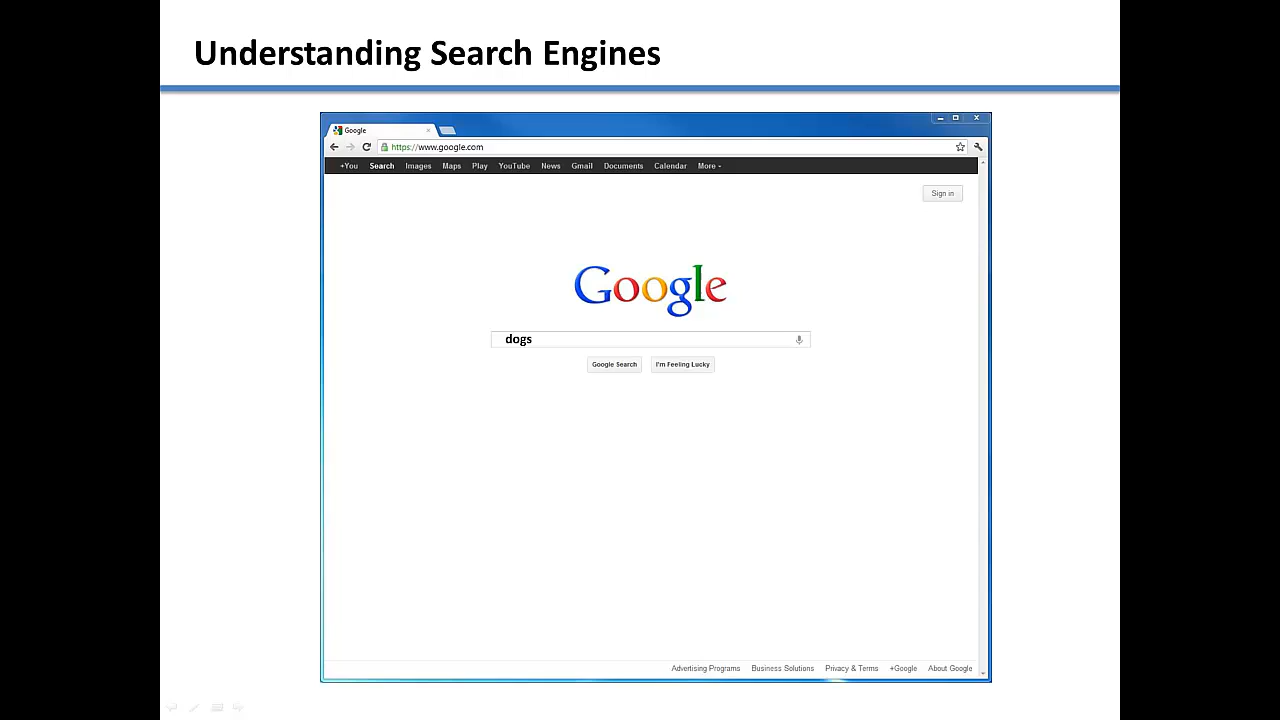 Understanding Search Engines
Google
https://www.google.com
+You Search Images Maps Play YouTube News Gmail Documents Calendar More
Sign in
Google
dogs
Google Search I'm Feeling Lucky
Advertising Programs Business Solutions Privacy & Terms +Google About Google